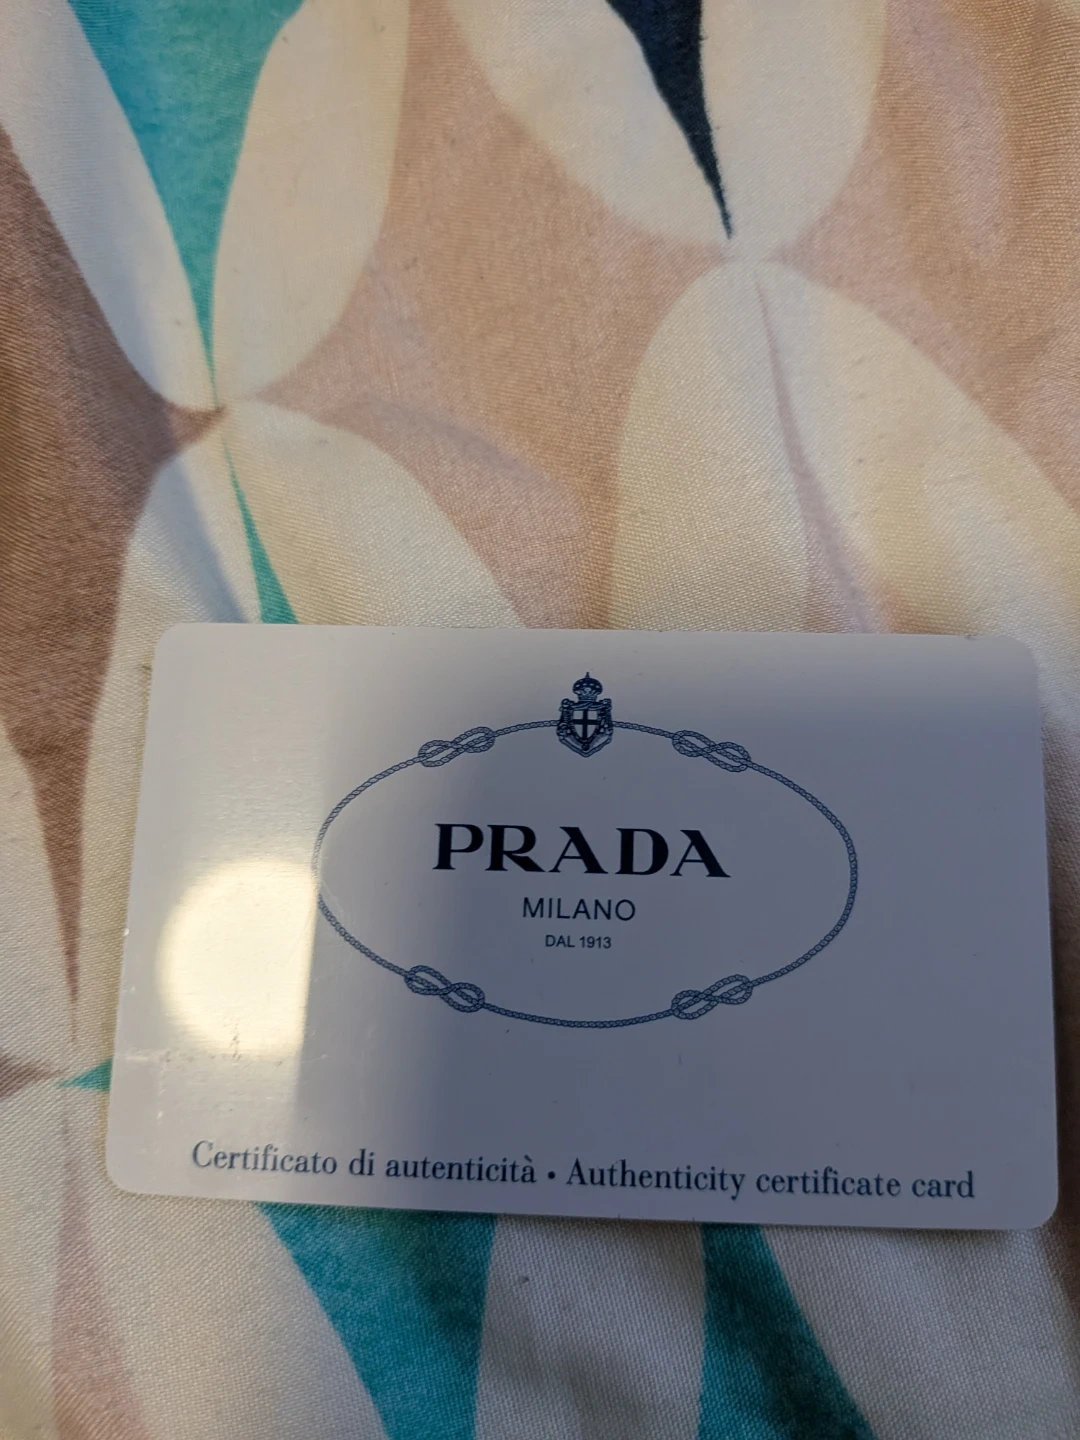 PRADA
MILANO
DAL 1913
Certificato di autenticità • Authenticity certificate card